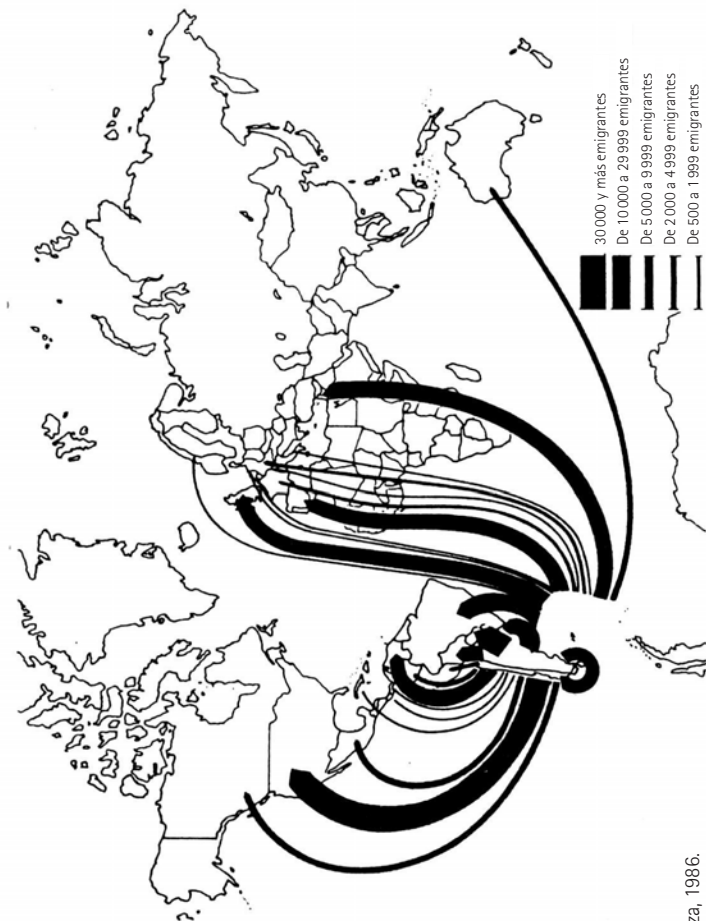 30 000 y más emigrantes
De 10 000 a 29 999 emigrantes
De 5 000 a 9 999 emigrantes
De 2 000 a 4 999 emigrantes
De 500 a 1 999 emigrantes
za, 1986.